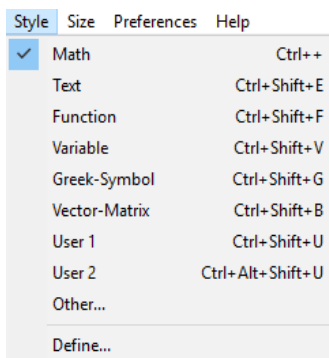 Style Size Preferences Help
Math Ctrl++
Text Ctrl+Shift+E
Function Ctrl+Shift+F
Variable Ctrl+Shift+V
Greek-Symbol Ctrl+Shift+G
Vector-Matrix Ctrl+Shift+B
User 1 Ctrl+Shift+U
User 2 Ctrl+Alt+Shift+U
Other...
Define...